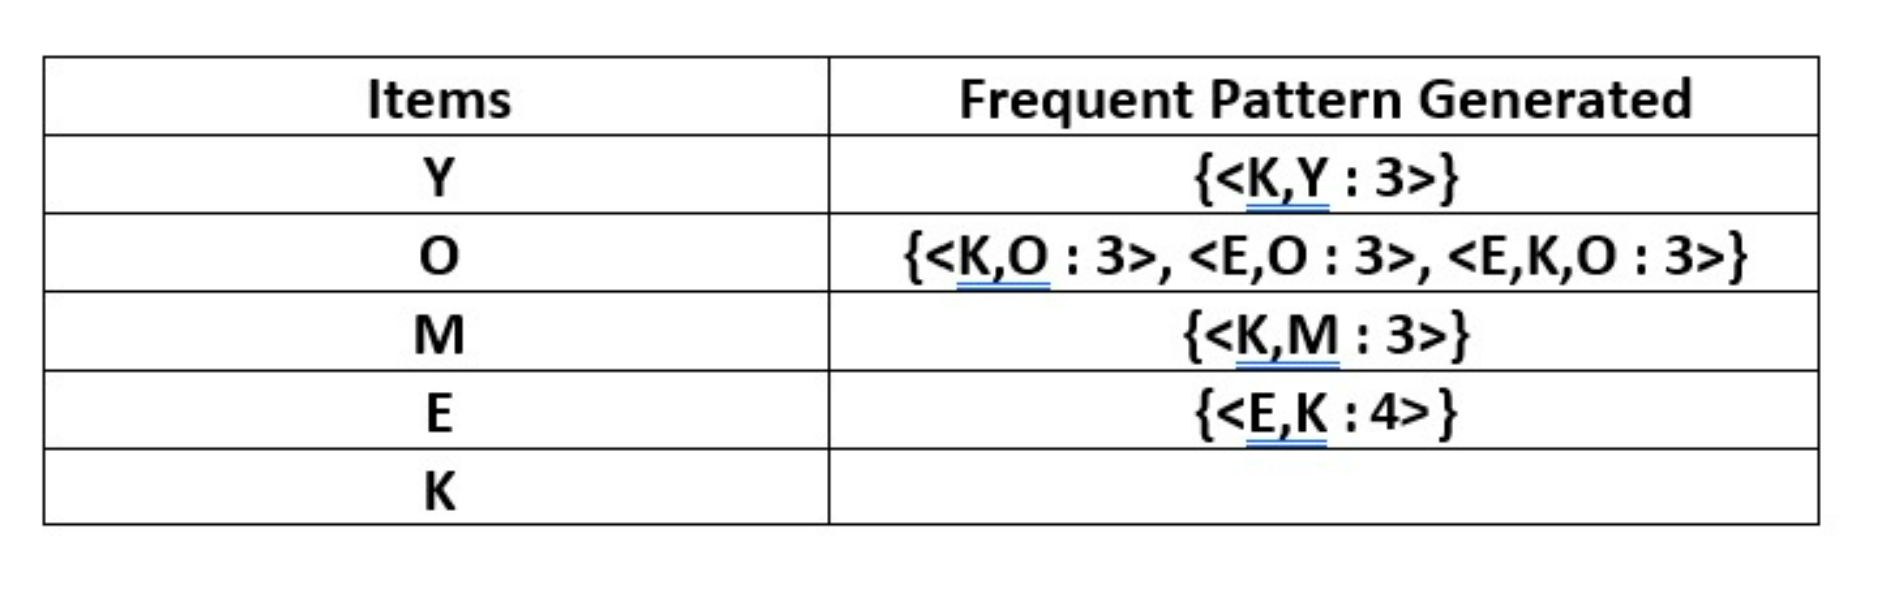 Items Frequent Pattern Generated
Y {<K,Y : 3>}
O {<K,O : 3>, <E,O : 3>, <E,K,O : 3>}
M {<K,M : 3>}
E {<E,K : 4>}
K